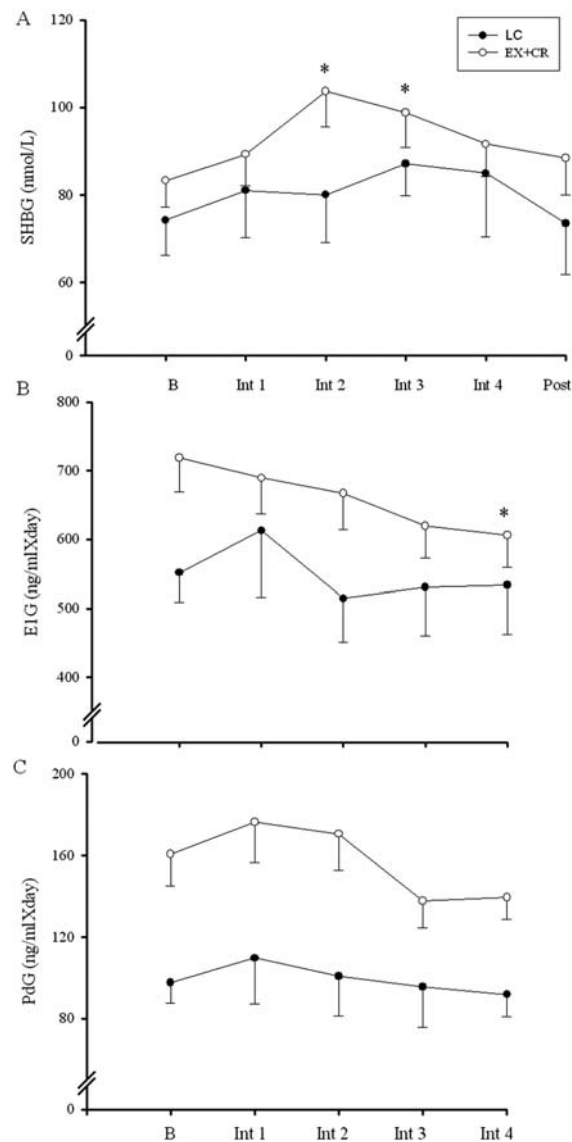 A
120
LC
EX+CR
*
*
100
SHBG (nmol/L)
80
60
0
B Int 1 Int 2 Int 3 Int 4 Post
B
800
700
*
600
E1G (ng/mlXday)
500
400
0
C
200
160
PdG (ng/mlXday)
120
80
0
B Int 1 Int 2 Int 3 Int 4